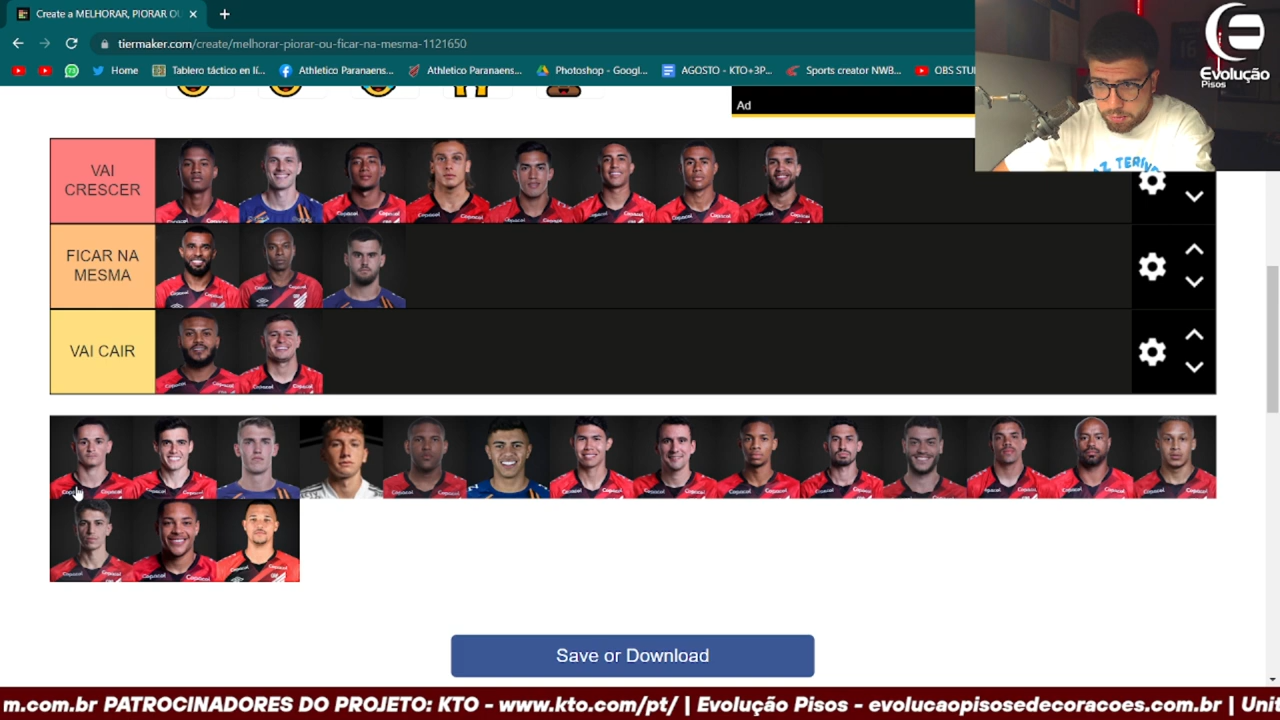 Create a MELHORAR, PIORAR OU
tiermaker.com/create/melhorar-piorar-ou-ficar-na-mesma-1121650
Home
Tablero táctico en lí...
Athletico Paranaens...
Athletico Paranaens...
Photoshop - Googl...
AGOSTO - KTO+3P...
Sports creator NWB...
OBS STU
Evolução
Pisos
Ad
VAI
CRESCER
FICAR NA
MESMA
VAI CAIR
Save or Download
m.com.br PATROCINADORES DO PROJETO: KTO - www.kto.com/pt/ | Evolução Pisos - evolucaopisosedecoracoes.com.br | Unit